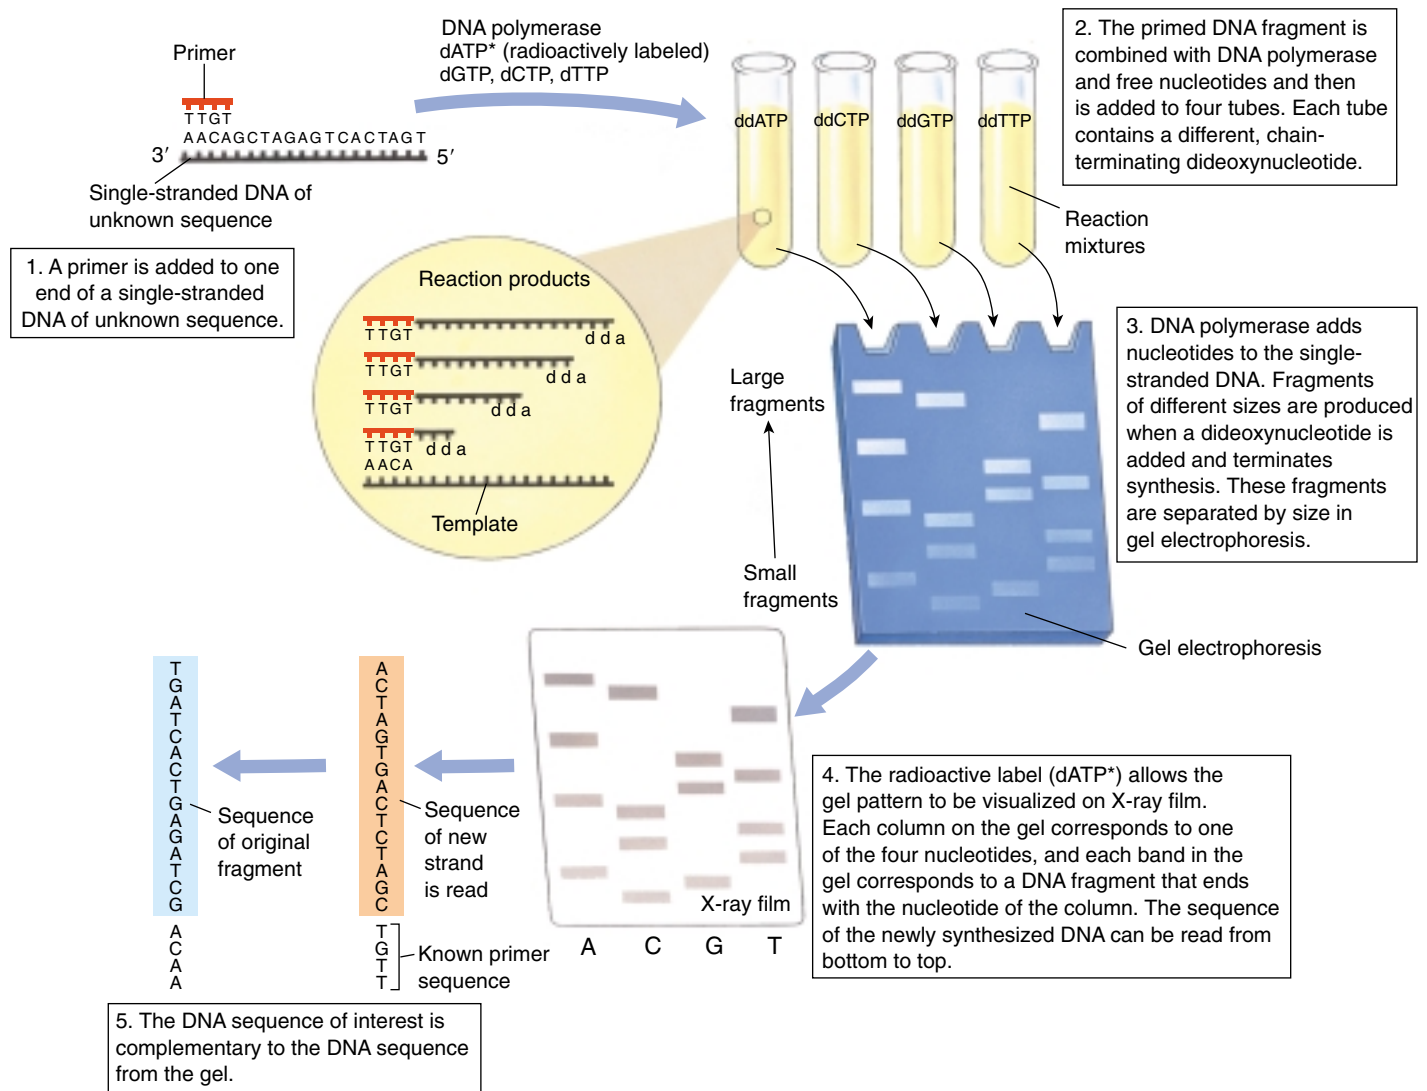 Primer
TTGT
AACAGCTAGAGTCACTAGT
3′
5′
Single-stranded DNA of
unknown sequence
1. A primer is added to one
end of a single-stranded
DNA of unknown sequence.
DNA polymerase
dATP* (radioactively labeled)
dGTP, dCTP, dTTP
ddATP
ddCTP
ddGTP
ddTTP
Reaction
mixtures
2. The primed DNA fragment is
combined with DNA polymerase
and free nucleotides and then
is added to four tubes. Each tube
contains a different, chain-
terminating dideoxynucleotide.
Reaction products
TTGT
dda
TTGT
dda
TTGT
dda
TTGT
dda
AACA
Template
Large
fragments
Small
fragments
3. DNA polymerase adds
nucleotides to the single-
stranded DNA. Fragments
of different sizes are produced
when a dideoxynucleotide is
added and terminates
synthesis. These fragments
are separated by size in
gel electrophoresis.
Gel electrophoresis
X-ray film
A
C
G
T
4. The radioactive label (dATP*) allows the
gel pattern to be visualized on X-ray film.
Each column on the gel corresponds to one
of the four nucleotides, and each band in the
gel corresponds to a DNA fragment that ends
with the nucleotide of the column. The sequence
of the newly synthesized DNA can be read from
bottom to top.
A
C
T
A
G
T
G
A
C
T
C
T
A
G
C
T
G
T
T
Sequence
of new
strand
is read
Known primer
sequence
T
G
A
T
C
A
C
T
G
A
G
A
T
C
G
A
C
A
A
Sequence
of original
fragment
5. The DNA sequence of interest is
complementary to the DNA sequence
from the gel.